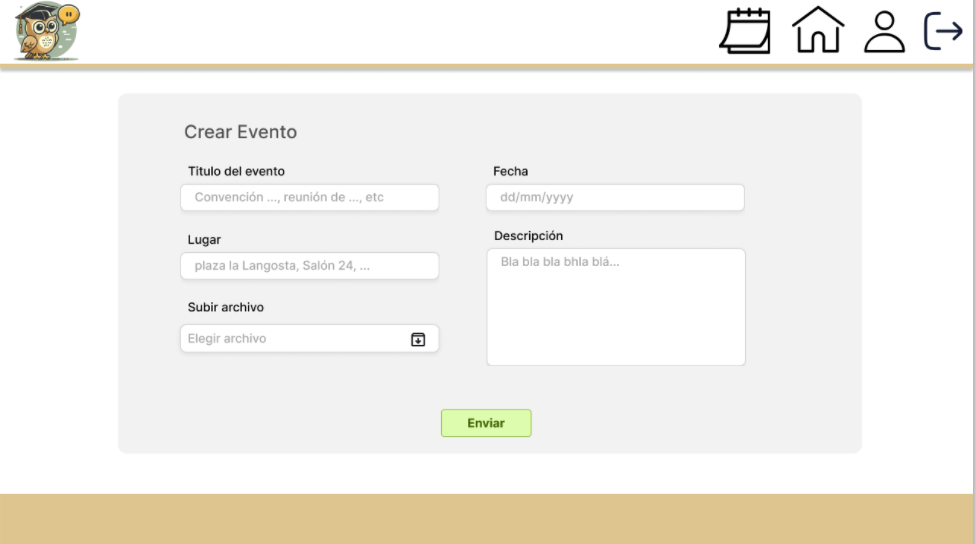 Crear Evento
Titulo del evento
Convención ..., reunión de ..., etc
Fecha
dd/mm/yyyy
Lugar
plaza la Langosta, Salón 24, ...
Descripción
Bla bla bla bhla blá...
Subir archivo
Elegir archivo
Enviar